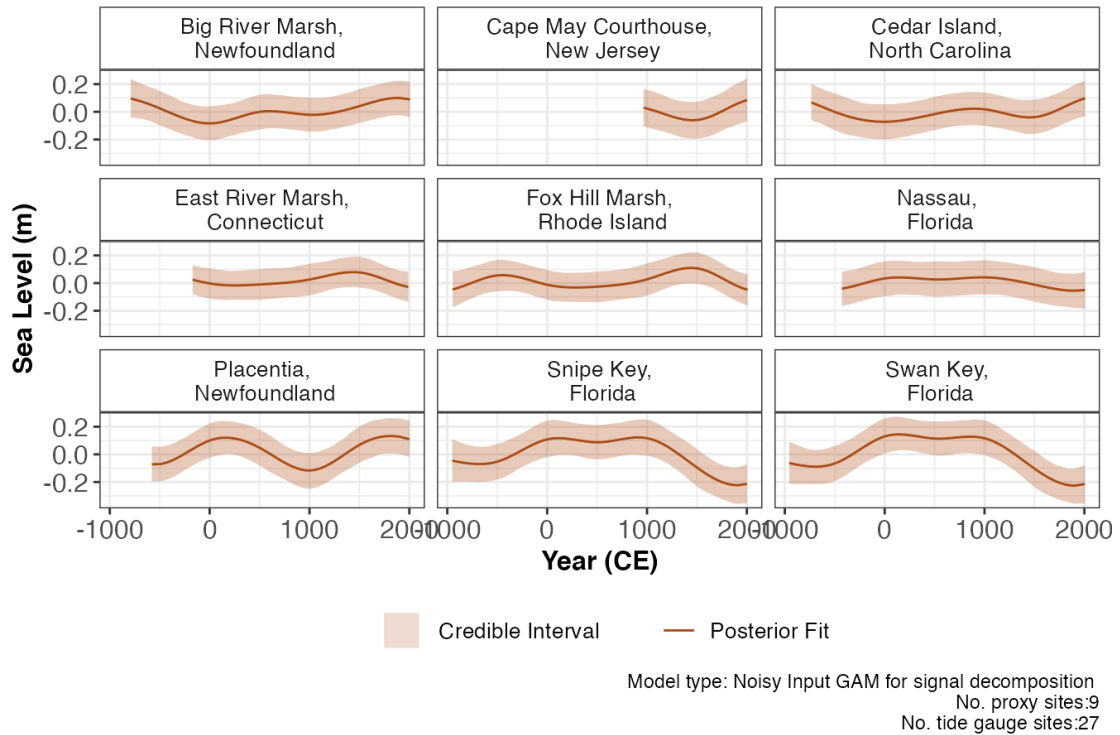 Big River Marsh,
Newfoundland
Cape May Courthouse,
New Jersey
Cedar Island,
North Carolina
0.2
0.0
-0.2
East River Marsh,
Connecticut
Fox Hill Marsh,
Rhode Island
Nassau,
Florida
0.2
0.0
-0.2
Placentia,
Newfoundland
Snipe Key,
Florida
Swan Key,
Florida
0.2
0.0
-0.2
Sea Level (m)
-1000 0 1000 2000
-1000 0 1000 2000
-1000 0 1000 2000
Year (CE)
Credible Interval
Posterior Fit
Model type: Noisy Input GAM for signal decomposition
No. proxy sites:9
No. tide gauge sites:27